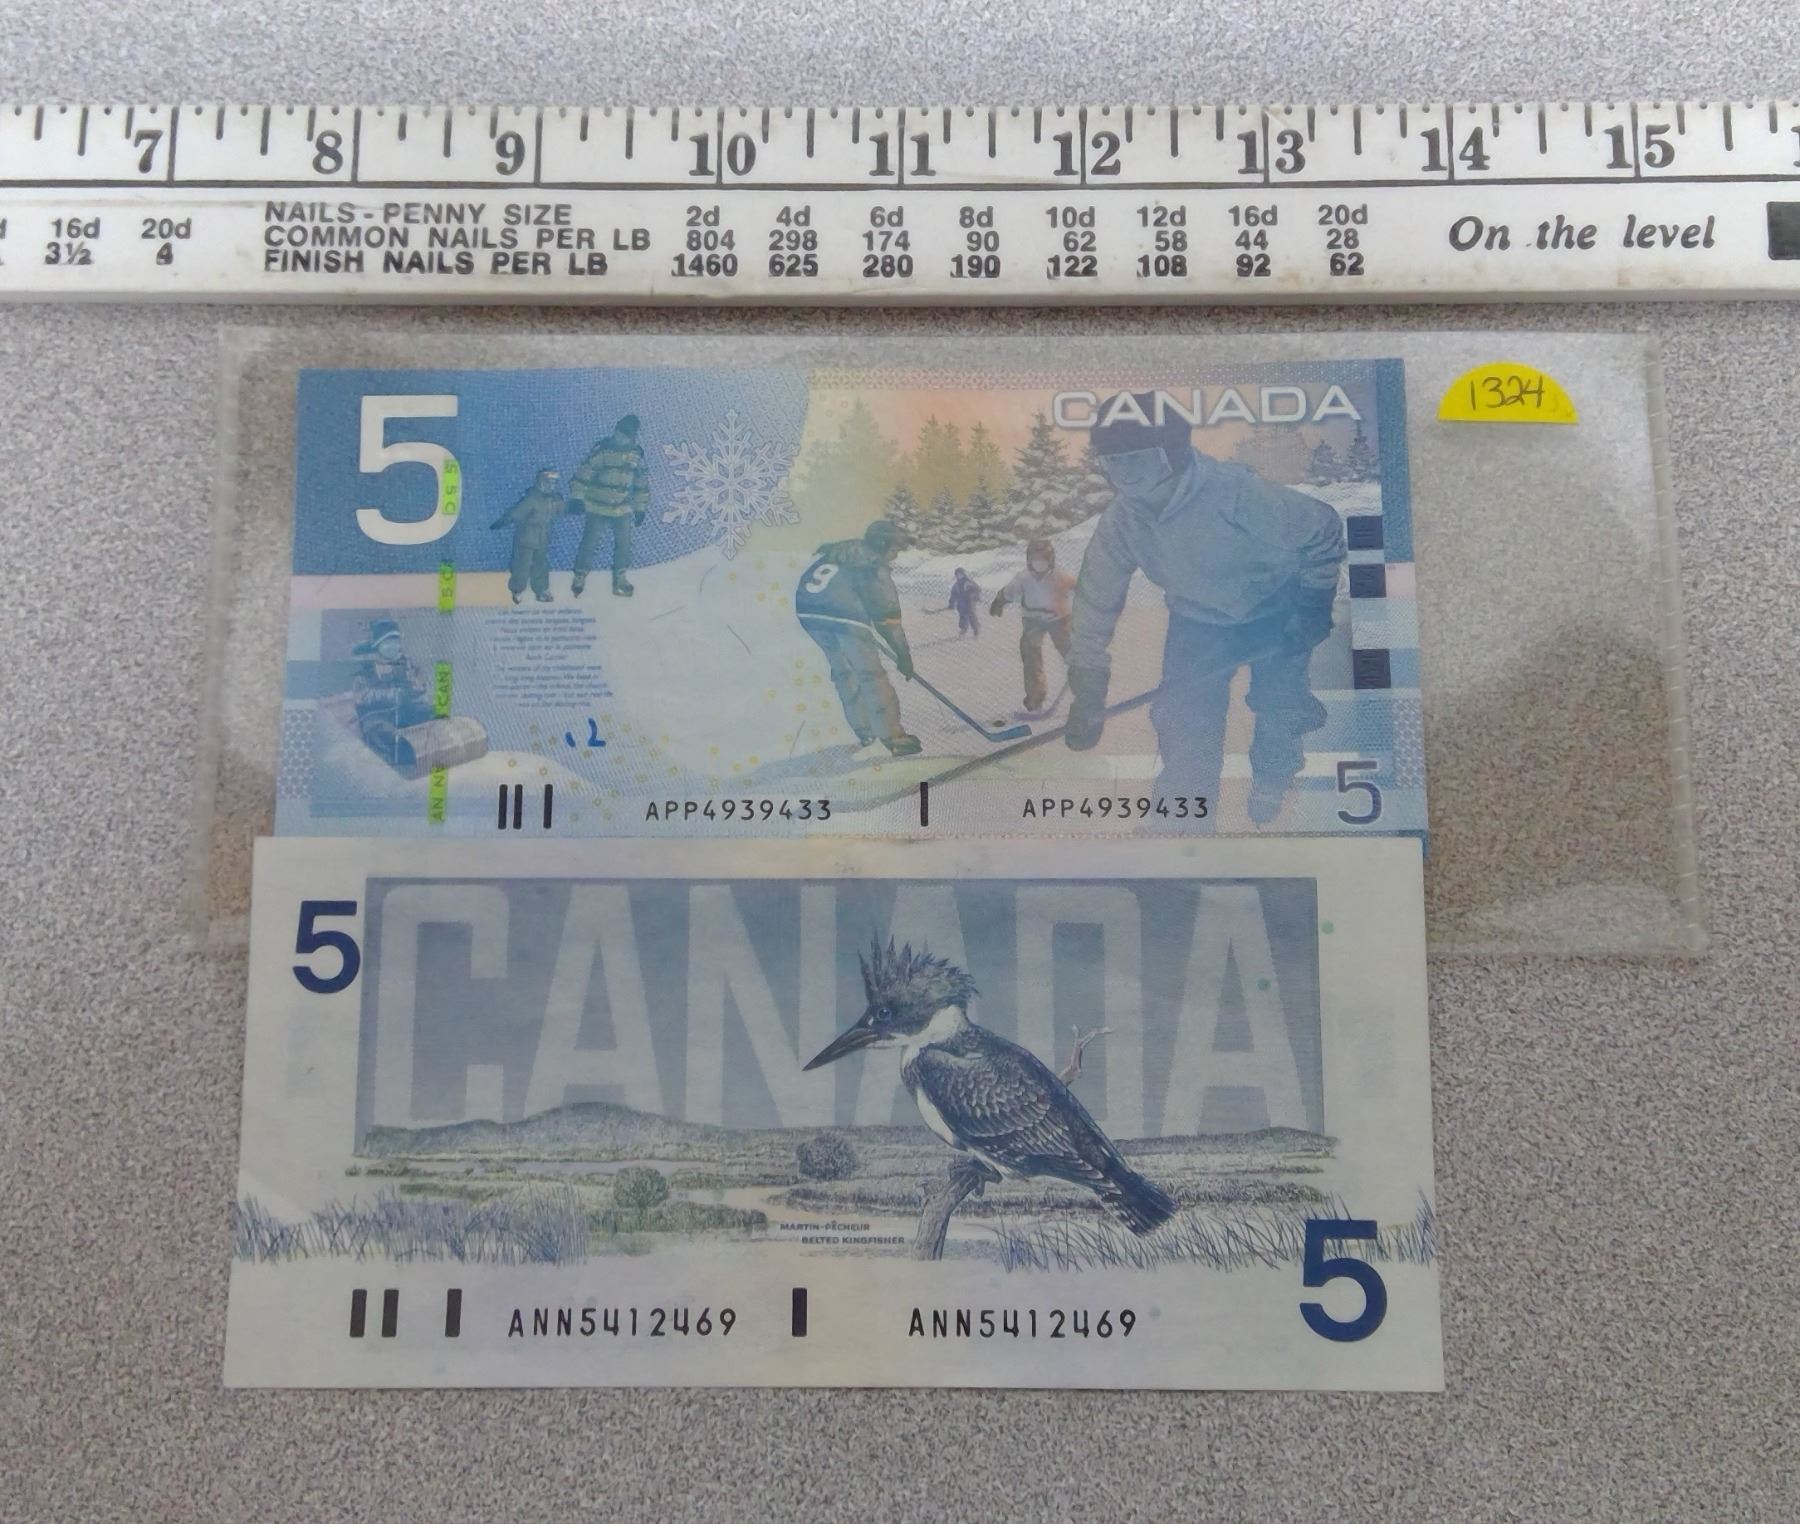 7 8 9 10 11 12 13 14 15
16d 20d
3½ 4
NAILS - PENNY SIZE 2d 4d 6d 8d 10d 12d 16d 20d
COMMON NAILS PER LB 804 298 174 90 62 58 44 28
FINISH NAILS PER LB 1460 625 280 190 122 108 92 62
On the level
1324
5
CANADA
9
APP4939433 APP4939433
5
5
CANADA
MARTIN-PÊCHEUR
BELTED KINGFISHER
ANN5412469 ANN5412469
5